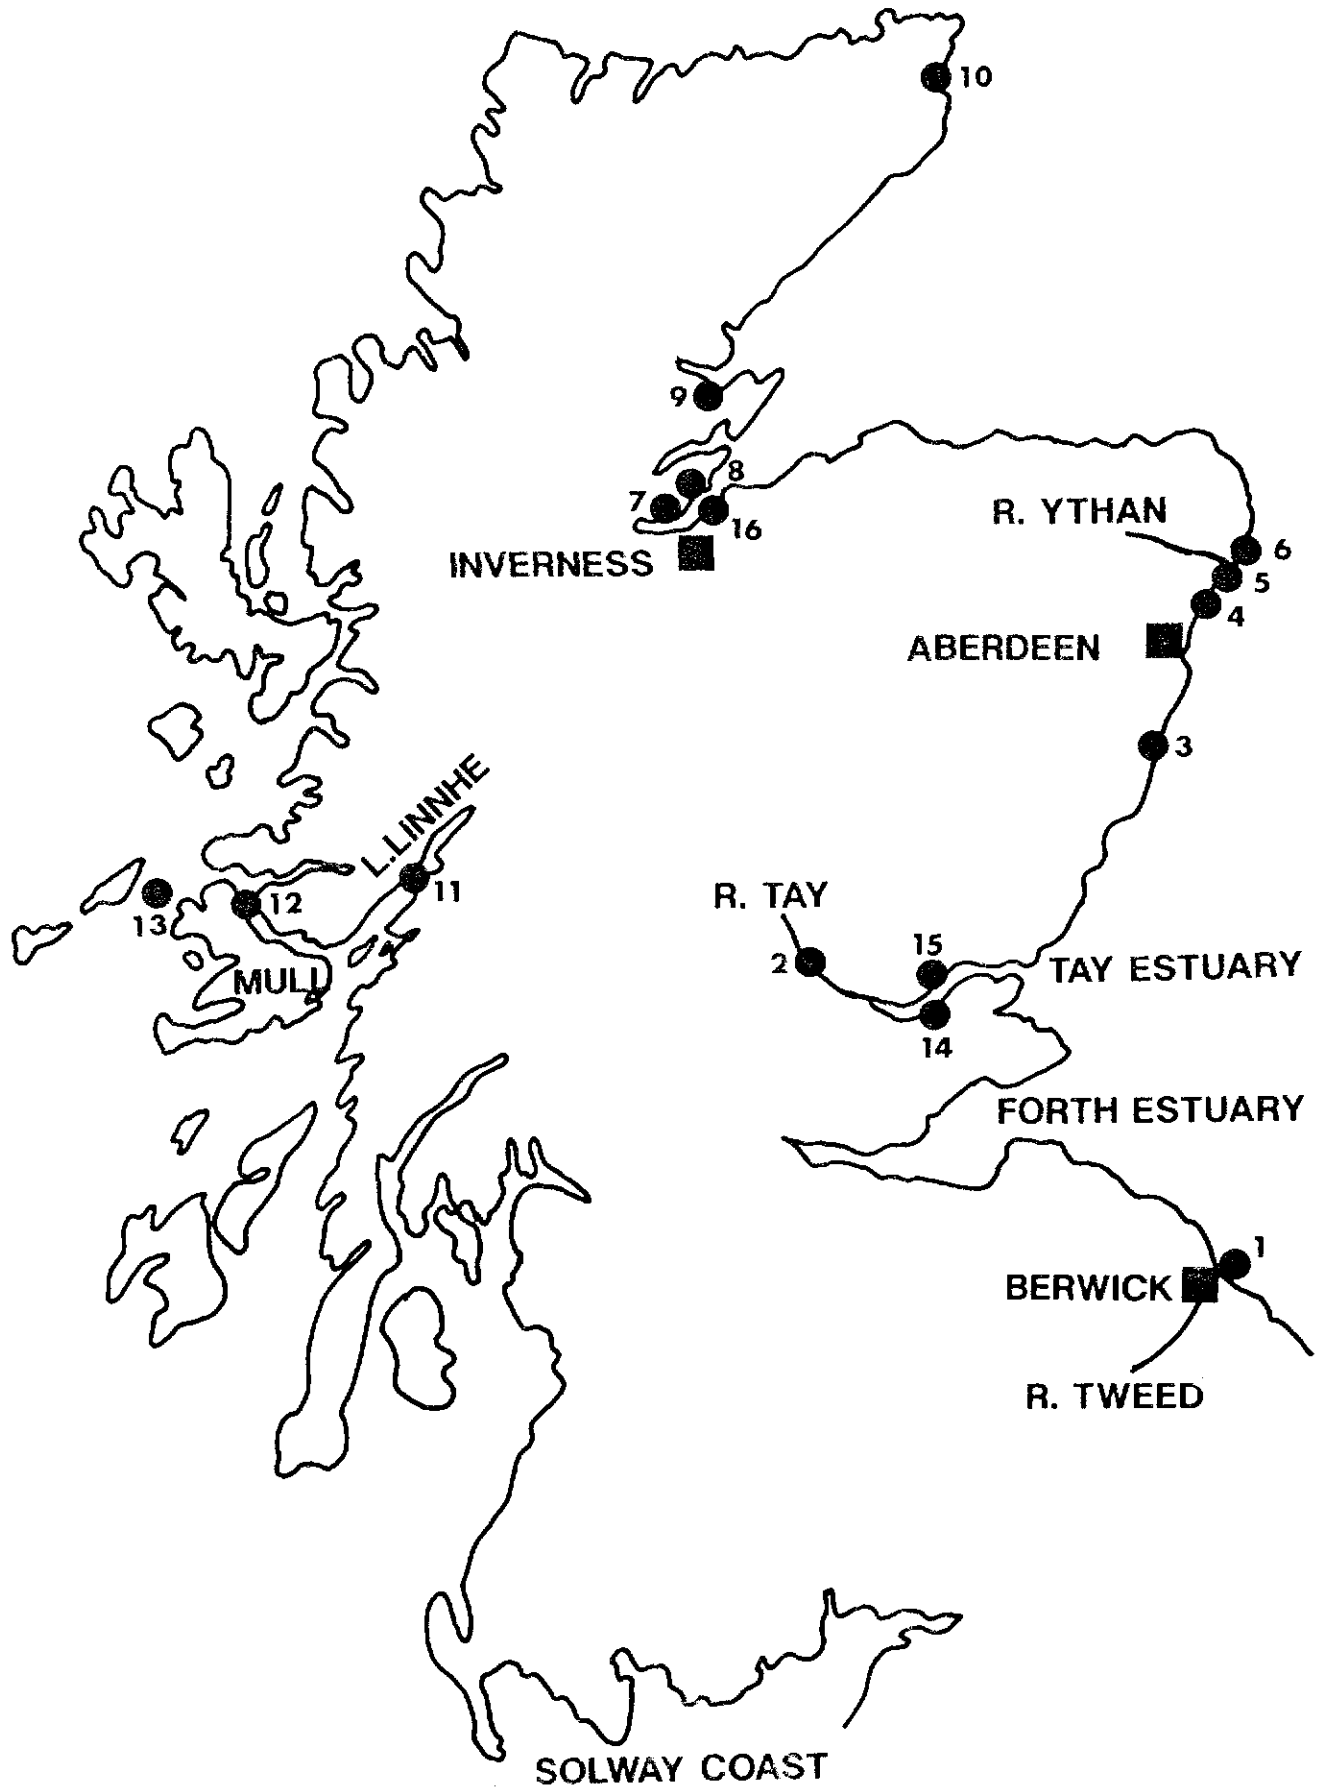 10
9
8
7
16
R. YTHAN
INVERNESS
6
5
4
ABERDEEN
3
L.LINNHE
11
12
13
R. TAY
MULL
2
15
TAY ESTUARY
14
FORTH ESTUARY
1
BERWICK
R. TWEED
SOLWAY COAST